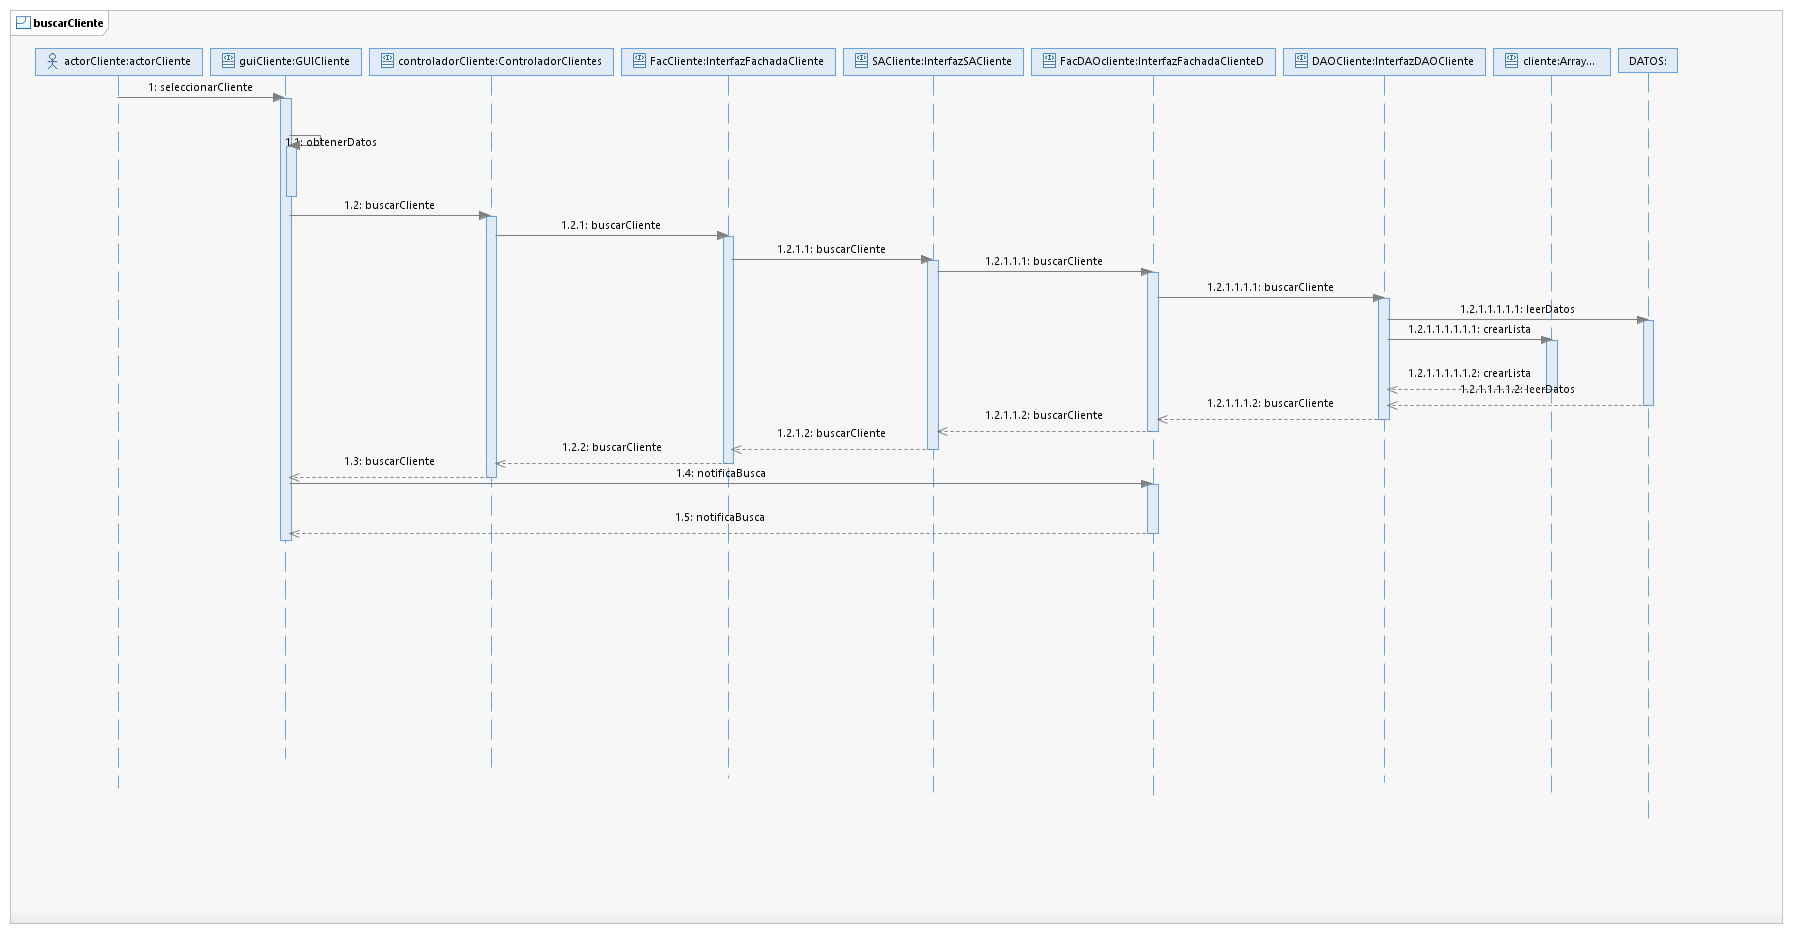 buscarCliente
actorCliente:actorCliente
guiCliente:GUICliente
controladorCliente:ControladorClientes
FacCliente:InterfazFachadaCliente
SACliente:InterfazSACliente
FacDAOcliente:InterfazFachadaClienteD
DAOCliente:InterfazDAOCliente
cliente:Array...
DATOS:
1: seleccionarCliente
1.1: obtenerDatos
1.2: buscarCliente
1.2.1: buscarCliente
1.2.1.1: buscarCliente
1.2.1.1.1: buscarCliente
1.2.1.1.1.1: buscarCliente
1.2.1.1.1.1.1: leerDatos
1.2.1.1.1.1.1.1: crearLista
1.2.1.1.1.1.1.2: crearLista
1.2.1.1.1.1.2: leerDatos
1.2.1.1.1.2: buscarCliente
1.2.1.1.2: buscarCliente
1.2.1.2: buscarCliente
1.2.2: buscarCliente
1.3: buscarCliente
1.4: notificaBusca
1.5: notificaBusca